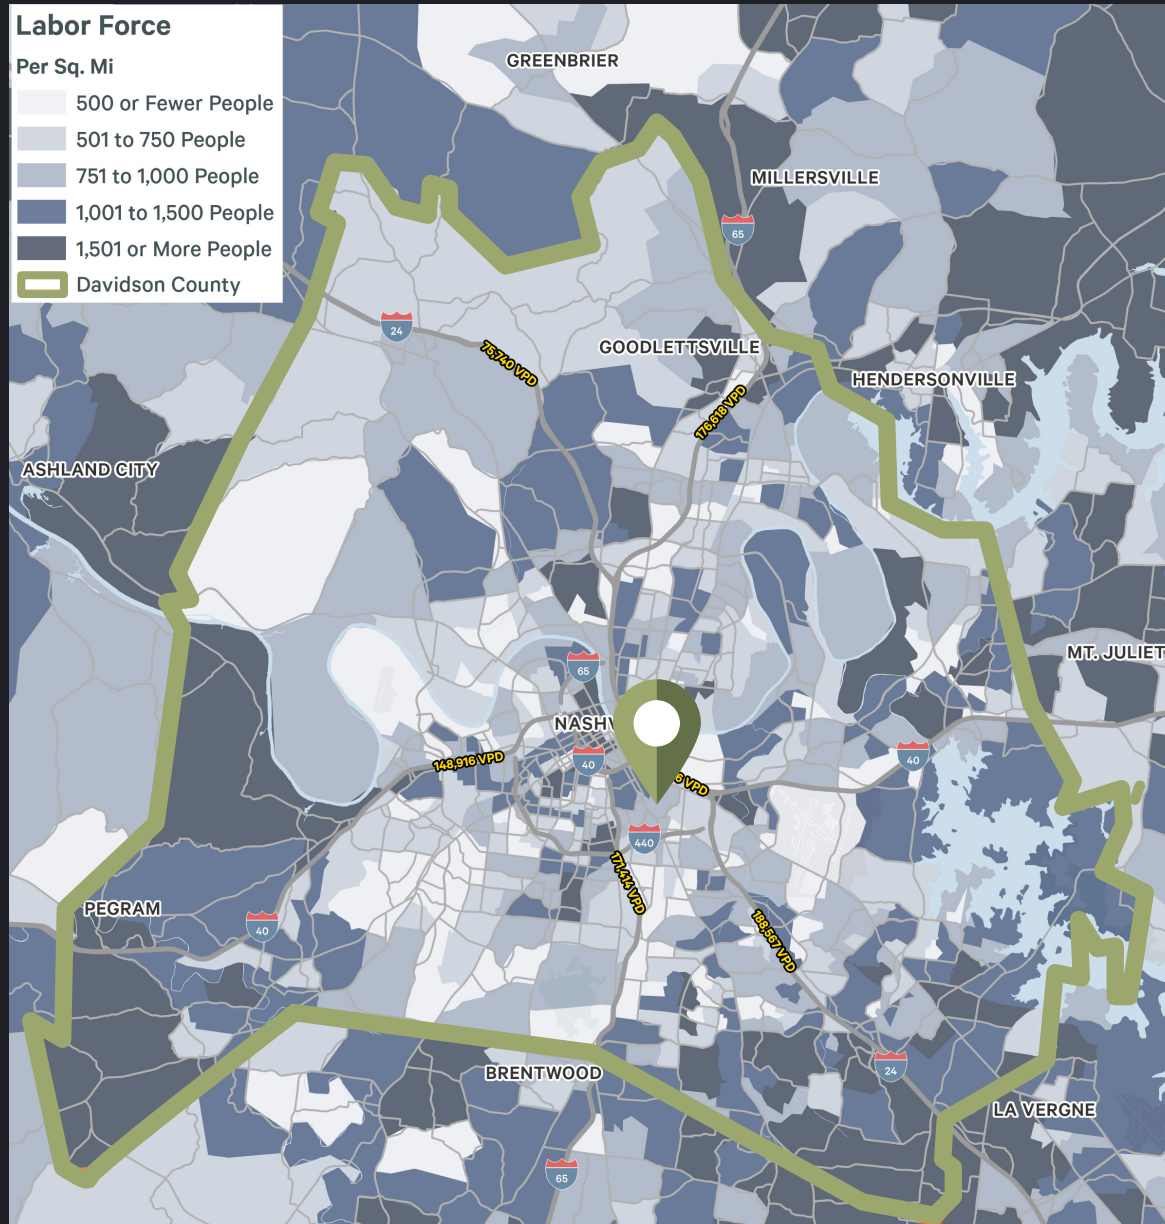 Labor Force
Per Sq. Mi
500 or Fewer People
501 to 750 People
751 to 1,000 People
1,001 to 1,500 People
1,501 or More People
Davidson County
GREENBRIER
MILLERSVILLE
65
24
75,740 VPD
GOODLETTSVILLE
HENDERSONVILLE
176,618 VPD
ASHLAND CITY
MT. JULIET
65
NASHV
148,916 VPD
40
40
6 VPD
440
171,414 VPD
PEGRAM
40
188,567 VPD
24
BRENTWOOD
LA VERGNE
65